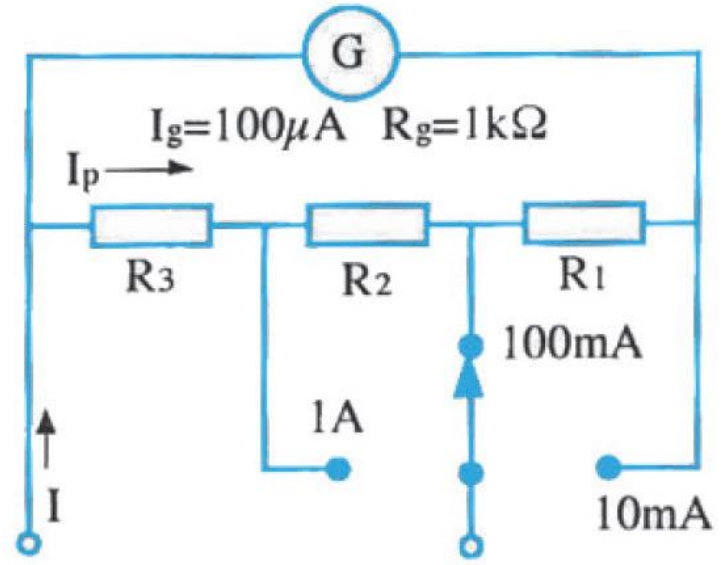 G
Ig=100μA Rg=1kΩ
Ip
R3 R2 R1
100mA
1A
I 10mA